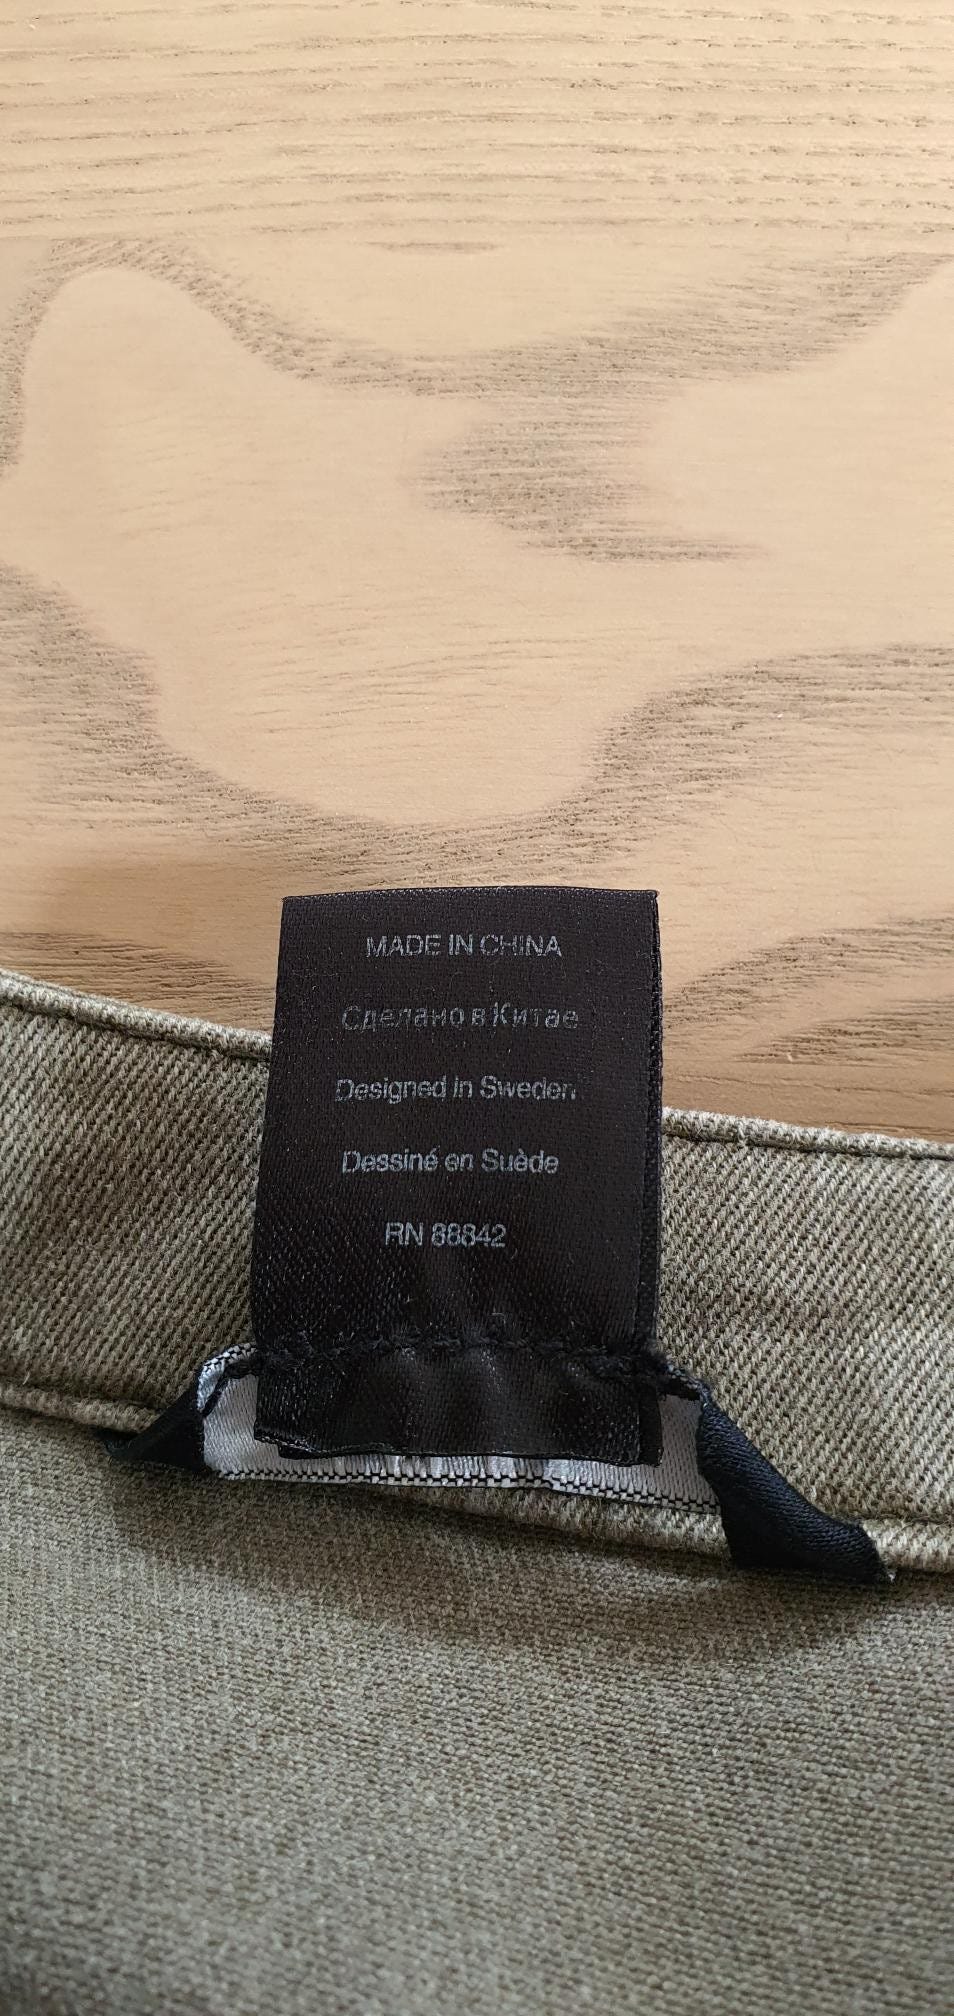 MADE IN CHINA
Сделано в Китае
Designed in Sweden
Dessiné en Suède
RN 88842